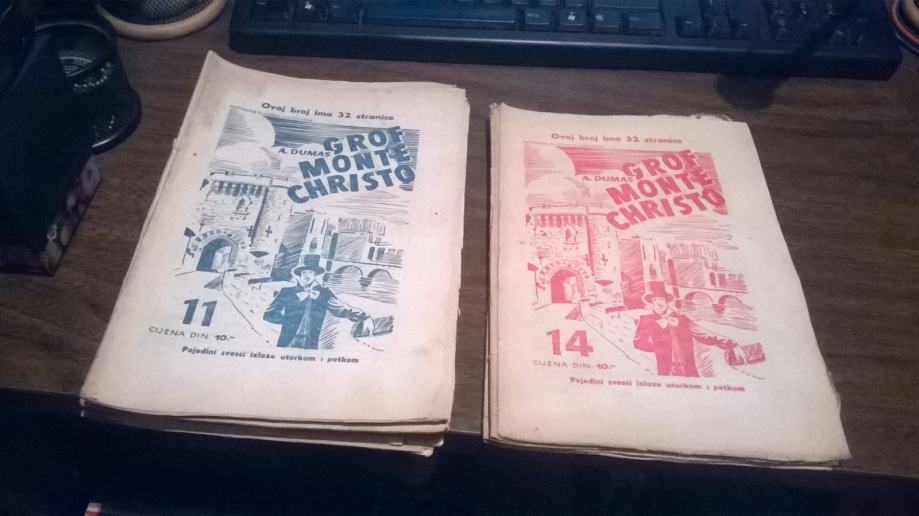 Ovaj broj ima 32 stranice
A. DUMAS
GROF
MONTE
CHRISTO
11
CIJENA DIN 10.–
Pojedini svesci izlaze utorkom i petkom
Ovaj broj ima 32 stranice
A. DUMAS
GROF
MONTE
CHRISTO
14
CIJENA DIN 10.–
Pojedini svesci izlaze utorkom i petkom